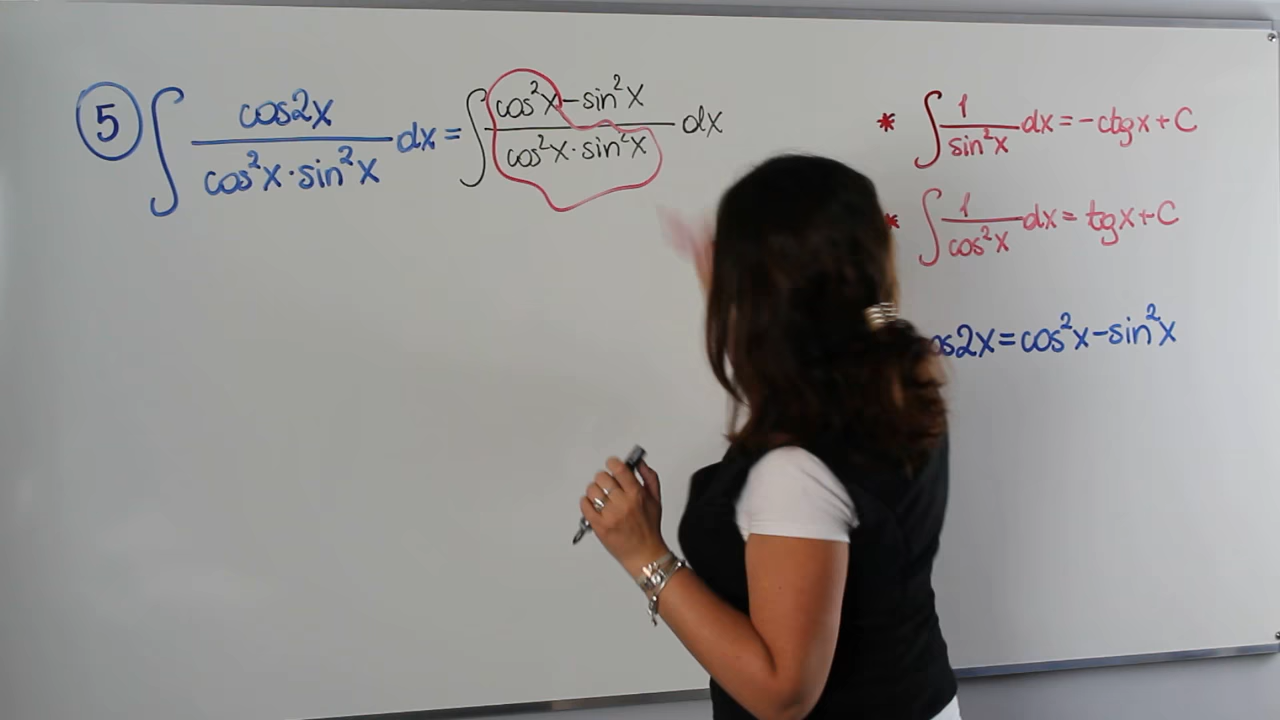 ⑤ ∫ cos2x / (cos²x·sin²x) dx = ∫ (cos²x−sin²x) / (cos²x·sin²x) dx
* ∫ 1/sin²x dx = −ctgx+C
* ∫ 1/cos²x dx = tgx+C
os2x=cos²x−sin²x